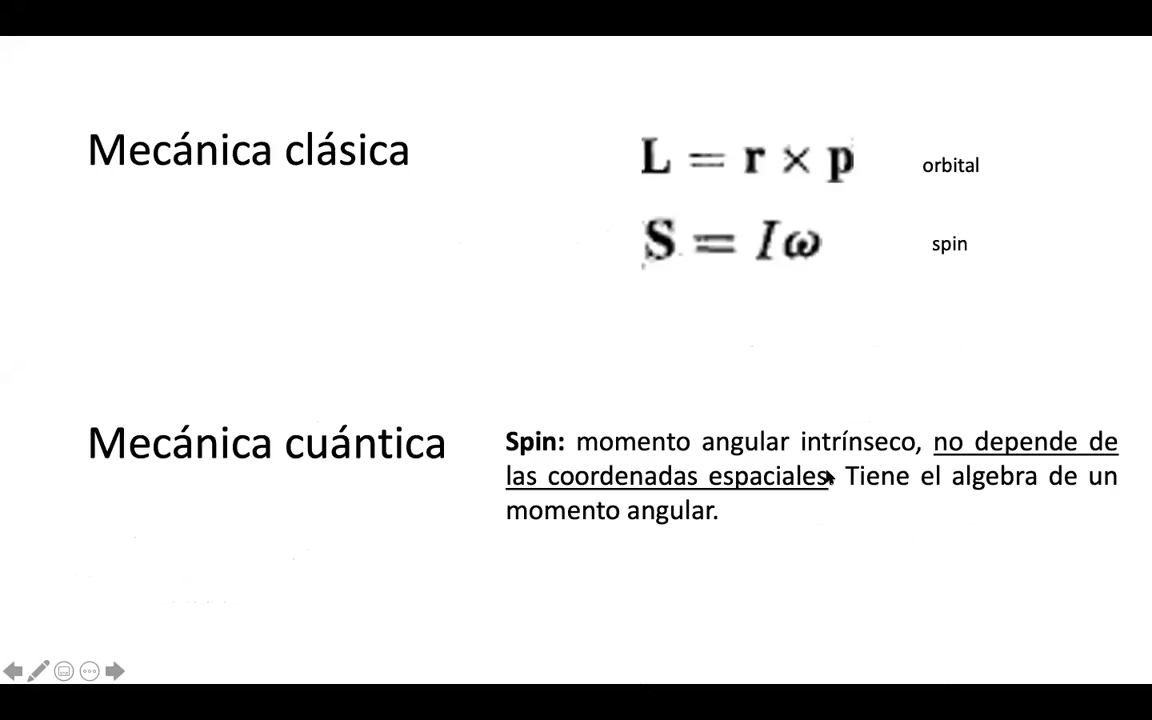 Mecánica clásica
L = r × p
orbital
S = Iω
spin
Mecánica cuántica
Spin: momento angular intrínseco, no depende de
las coordenadas espaciales. Tiene el algebra de un
momento angular.